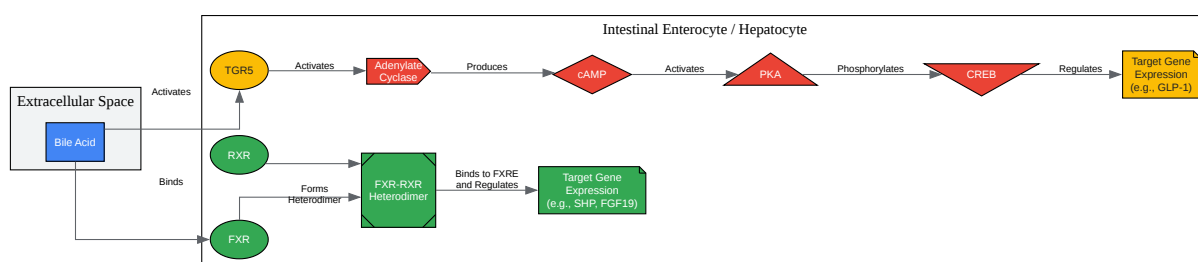 Intestinal Enterocyte / Hepatocyte
Extracellular Space
Bile Acid
Activates
Binds
TGR5
Activates
Adenylate
Cyclase
Produces
cAMP
Activates
PKA
Phosphorylates
CREB
Regulates
Target Gene
Expression
(e.g., GLP-1)
RXR
FXR
Forms
Heterodimer
FXR-RXR
Heterodimer
Binds to FXRE
and Regulates
Target Gene
Expression
(e.g., SHP, FGF19)